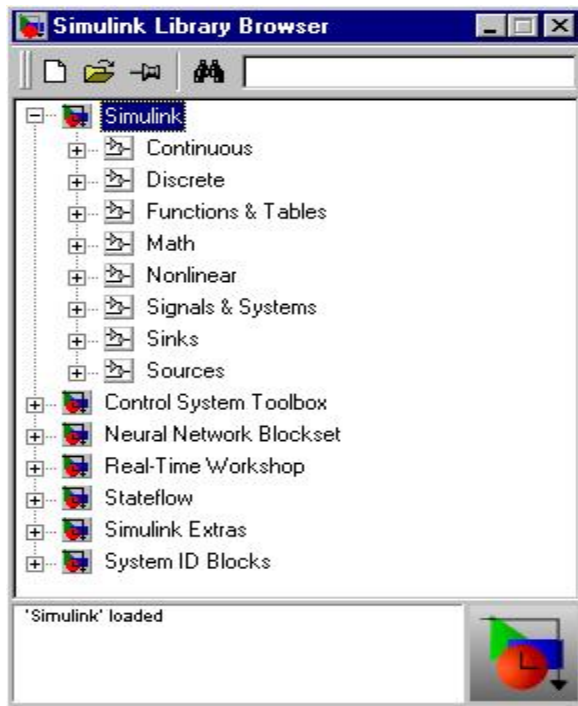 Simulink Library Browser
Simulink
Continuous
Discrete
Functions & Tables
Math
Nonlinear
Signals & Systems
Sinks
Sources
Control System Toolbox
Neural Network Blockset
Real-Time Workshop
Stateflow
Simulink Extras
System ID Blocks
'Simulink' loaded